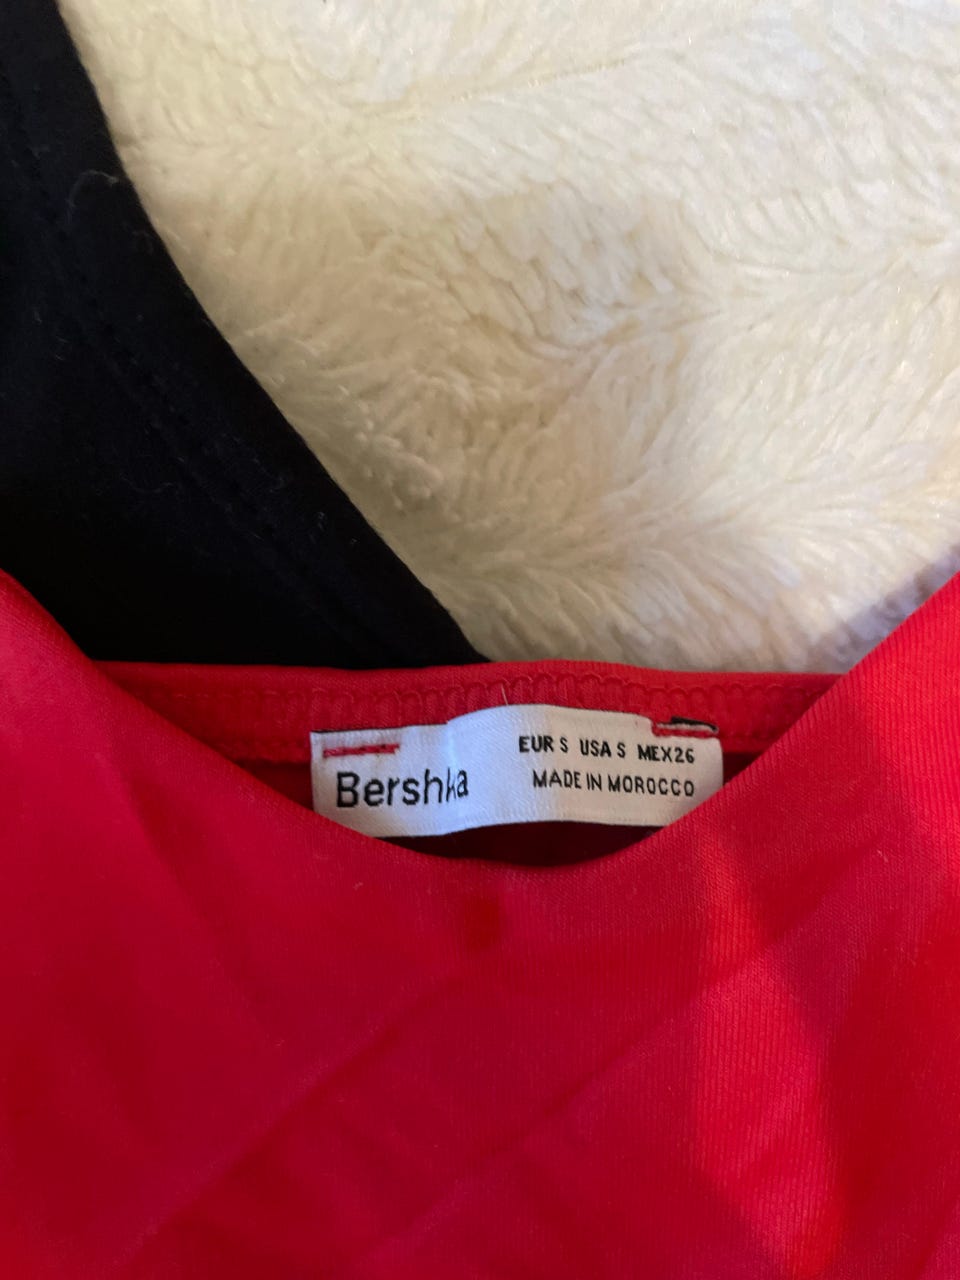 Bershka
EUR S USA S MEX26
MADE IN MOROCCO